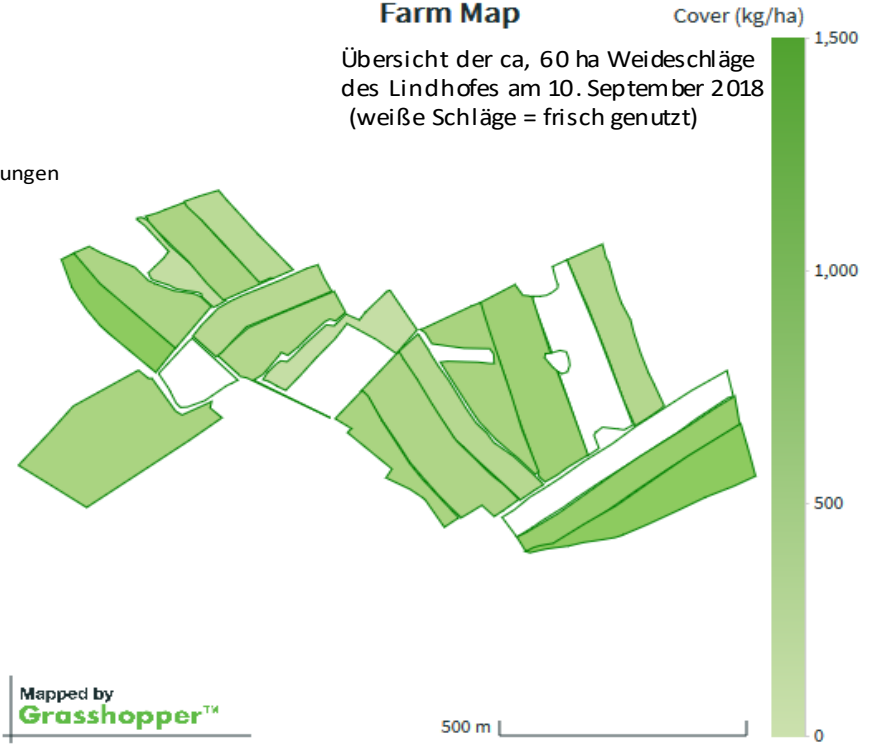 Farm Map
Cover (kg/ha)
1,500
Übersicht der ca, 60 ha Weideschläge
des Lindhofes am 10. September 2018
(weiße Schläge = frisch genutzt)
ungen
1,000
500
Mapped by
Grasshopper™
500 m
0